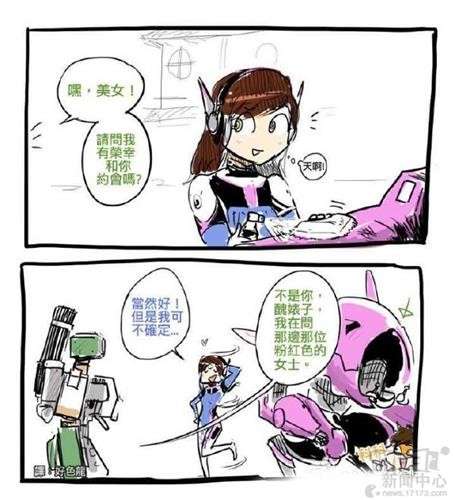 嘿，美女！
請問我
有榮幸
和你
約會嗎?
天啊!
當然好！
但是我可
不確定...
不是你，
醜婊子，
我在問
那邊那位
粉紅色的
女士。
譯：好色龍
新聞中心
news.17173.com